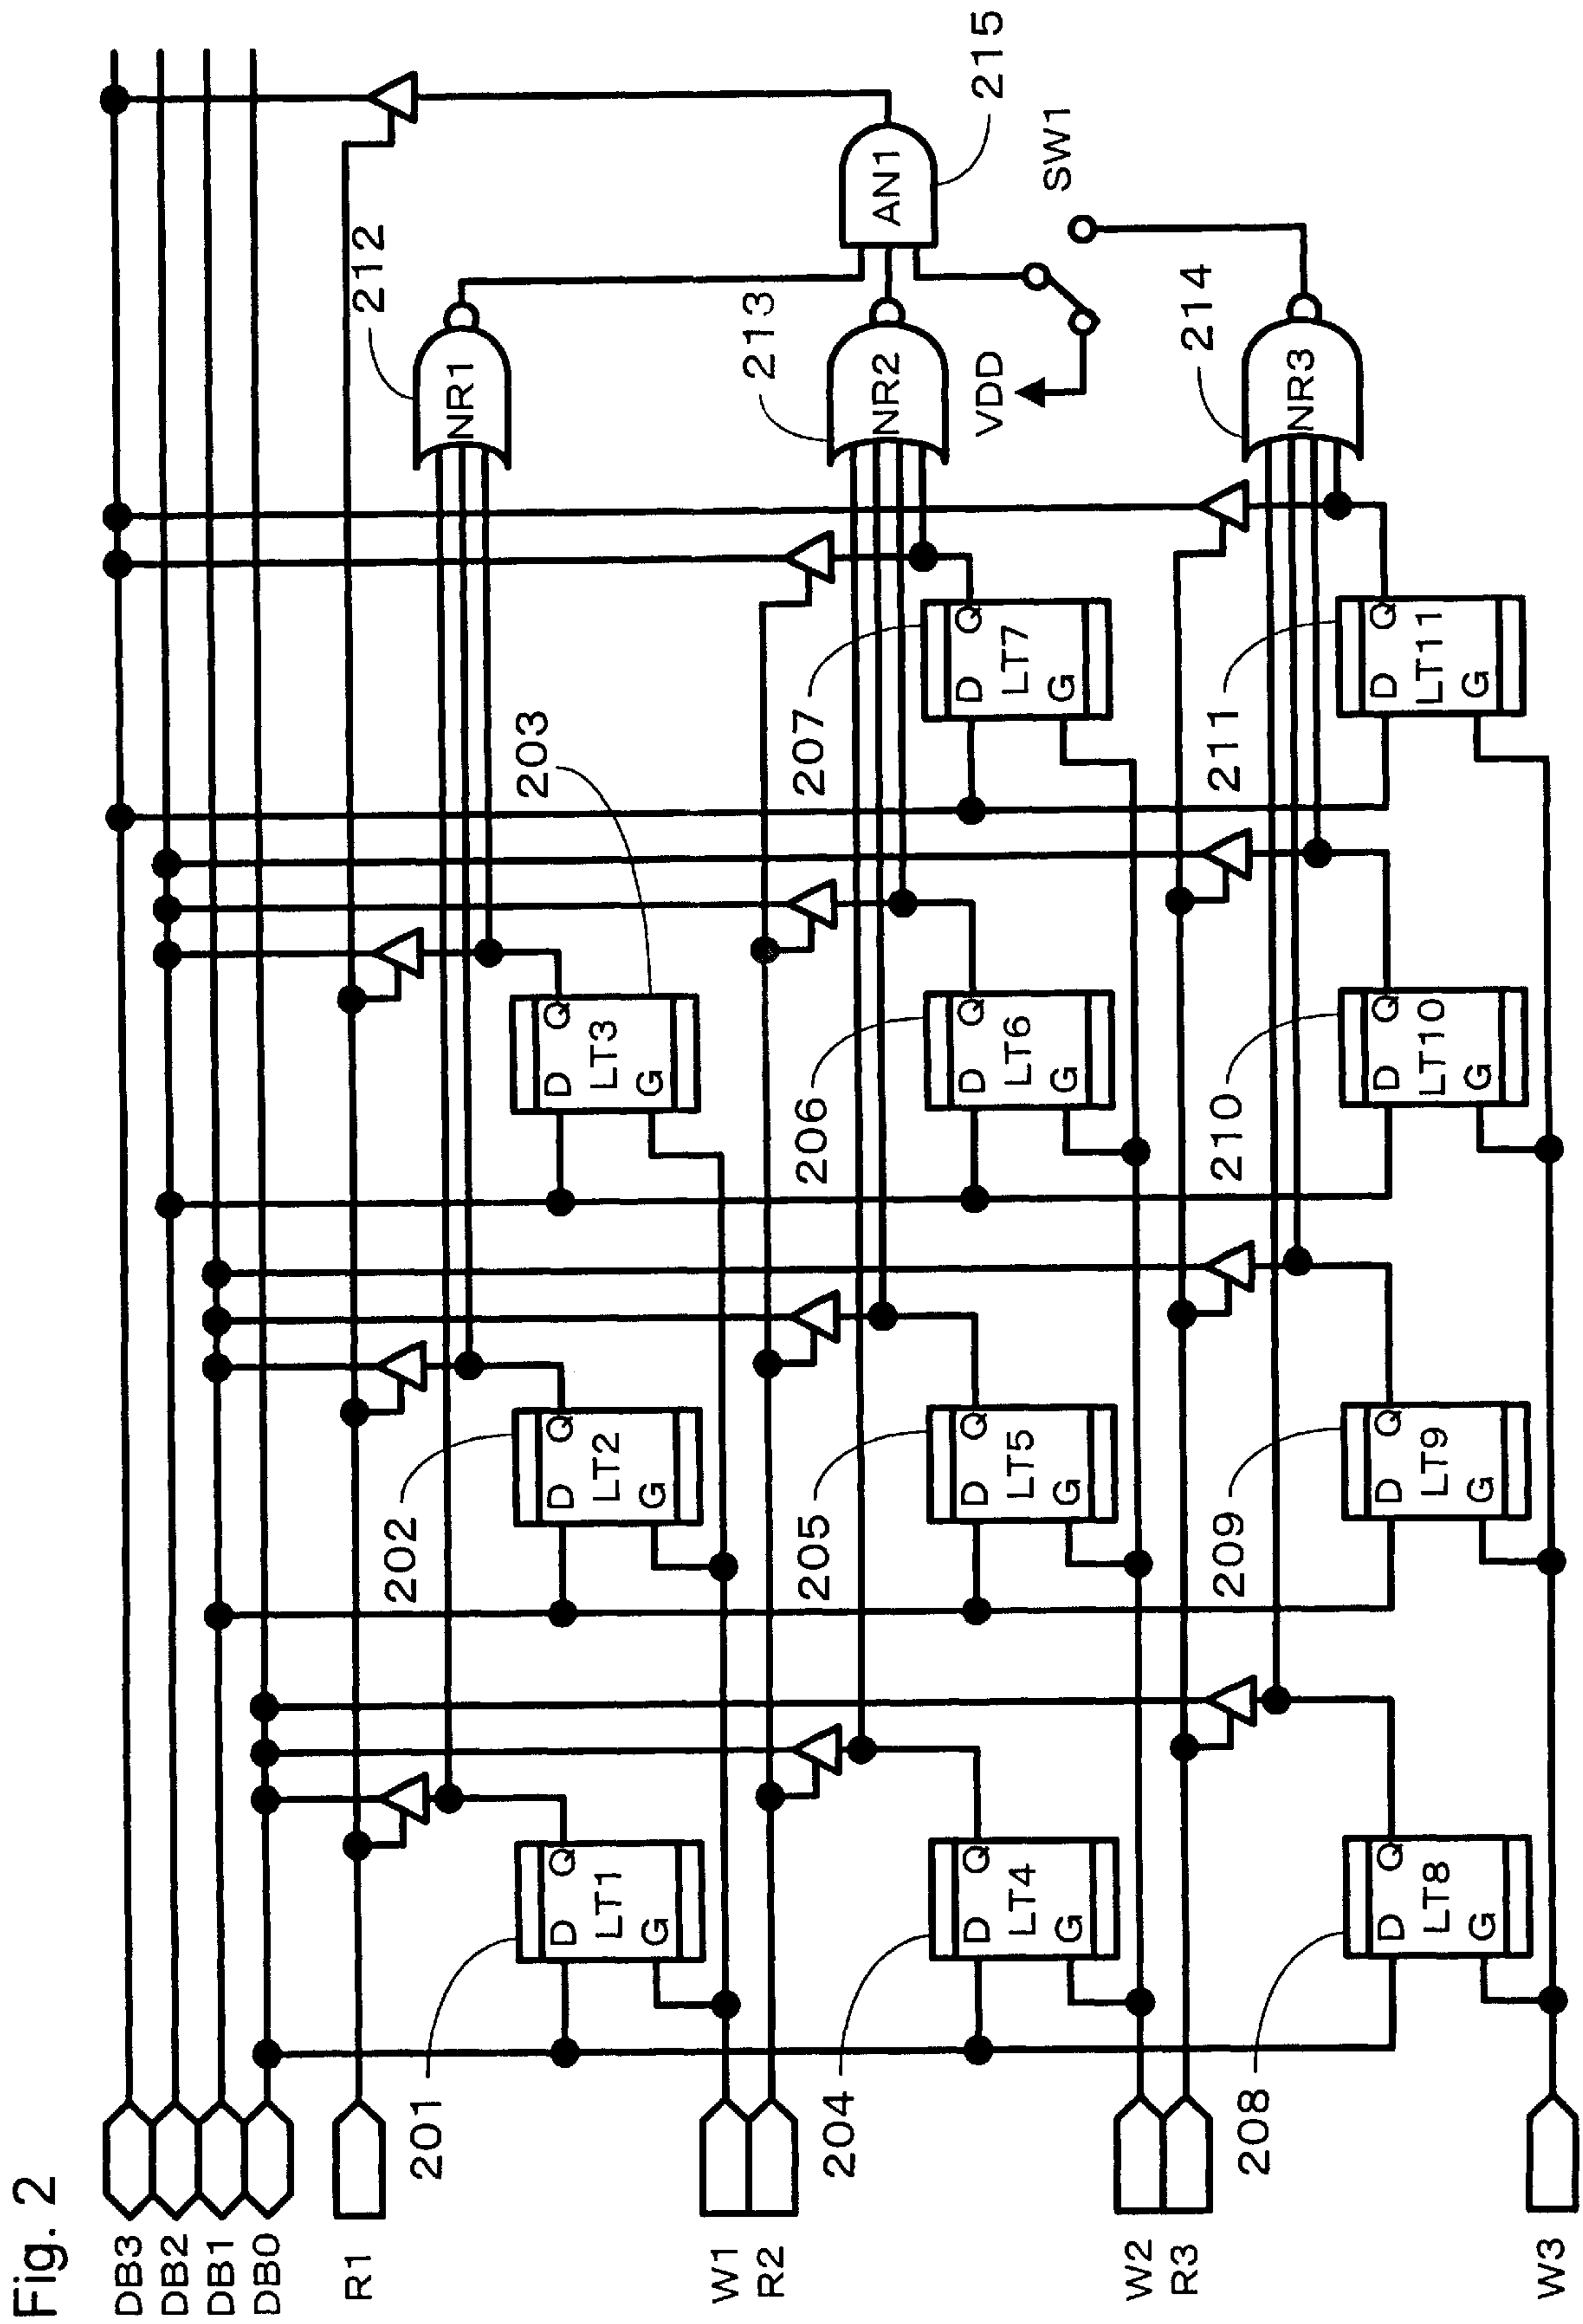 Fig. 2
DB3
DB2
DB1
DB0
R1
W1
R2
W2
R3
W3
201
D Q
LT1
G
202
D Q
LT2
G
203
D Q
LT3
G
212
NR1
204
D Q
LT4
G
205
D Q
LT5
G
206
D Q
LT6
G
207
D Q
LT7
G
213
NR2
AN1
215
VDD
SW1
208
D Q
LT8
G
209
D Q
LT9
G
210
D Q
LT10
G
211
D Q
LT11
G
214
NR3